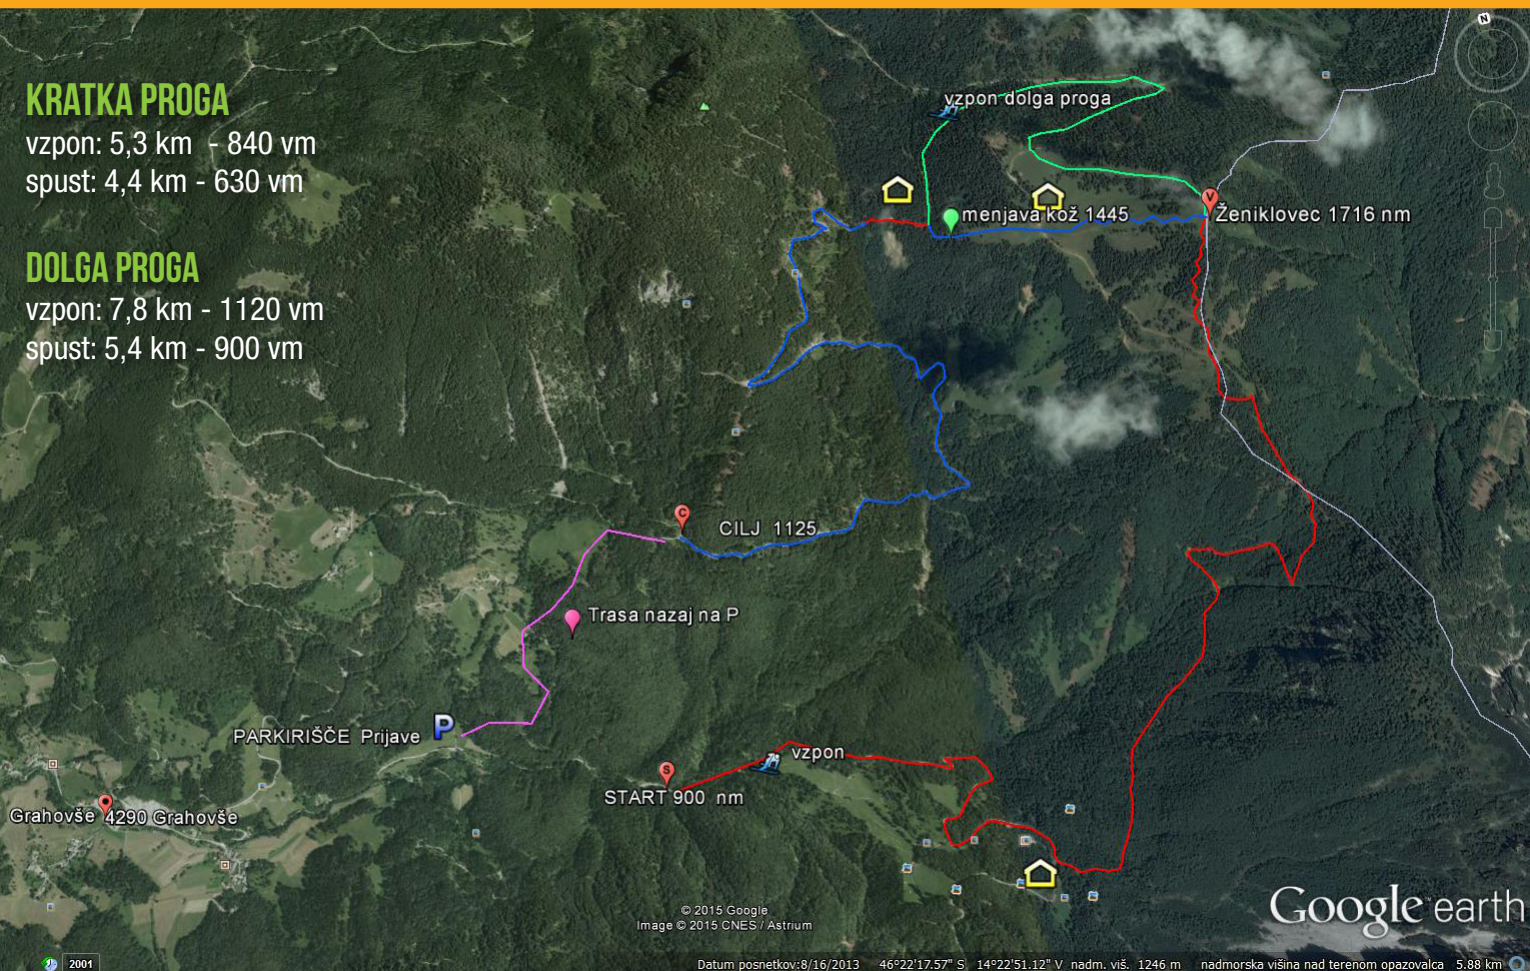 KRATKA PROGA
vzpon: 5,3 km - 840 vm
spust: 4,4 km - 630 vm
DOLGA PROGA
vzpon: 7,8 km - 1120 vm
spust: 5,4 km - 900 vm
N
vzpon dolga proga
menjava kož 1445
V
Ženiklovec 1716 nm
C
CILJ 1125
Trasa nazaj na P
PARKIRIŠČE Prijave P
vzpon
S
START 900 nm
Grahovše 4290 Grahovše
Google earth
© 2015 Google
Image © 2015 CNES / Astrium
2001
Datum posnetkov:8/16/2013 46°22'17.57" S 14°22'51.12" V nadm. viš. 1246 m nadmorska višina nad terenom opazovalca 5.88 km